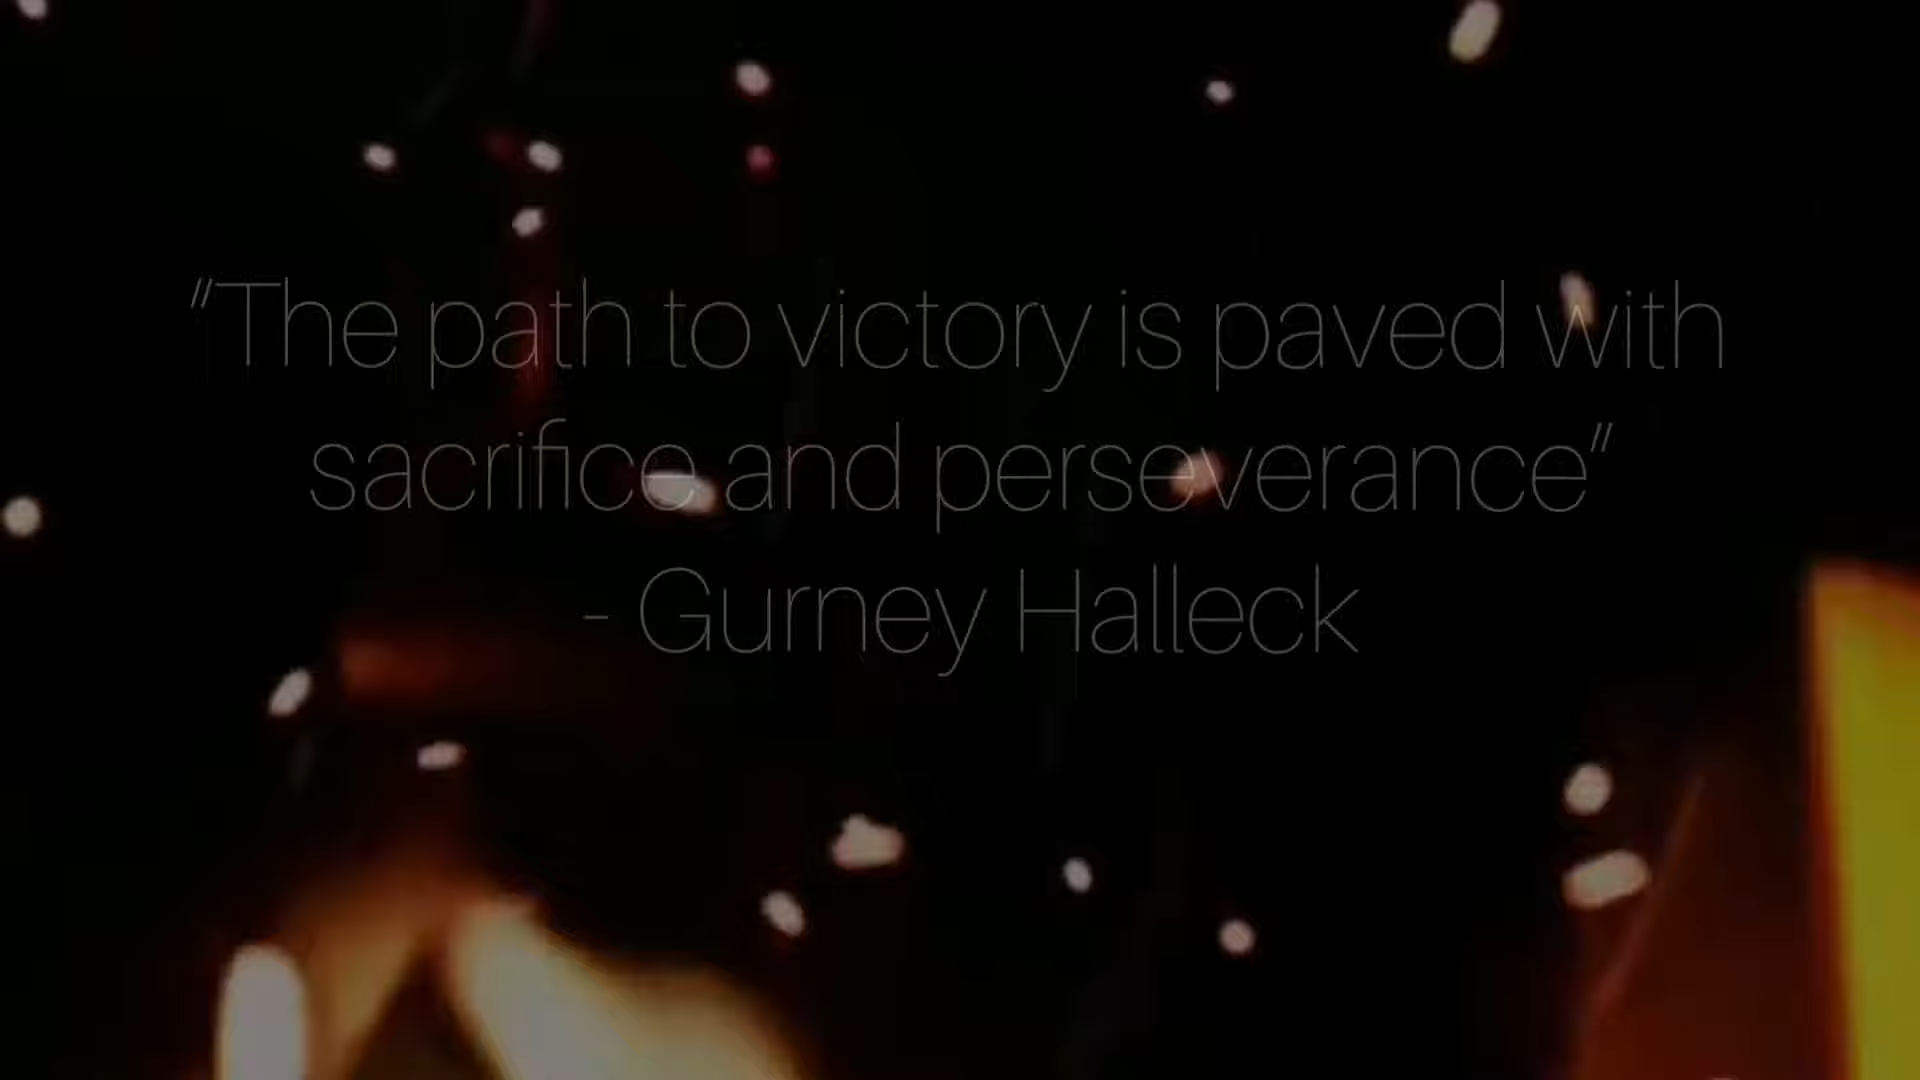 “The path to victory is paved with
sacrifice and perseverance”
- Gurney Halleck